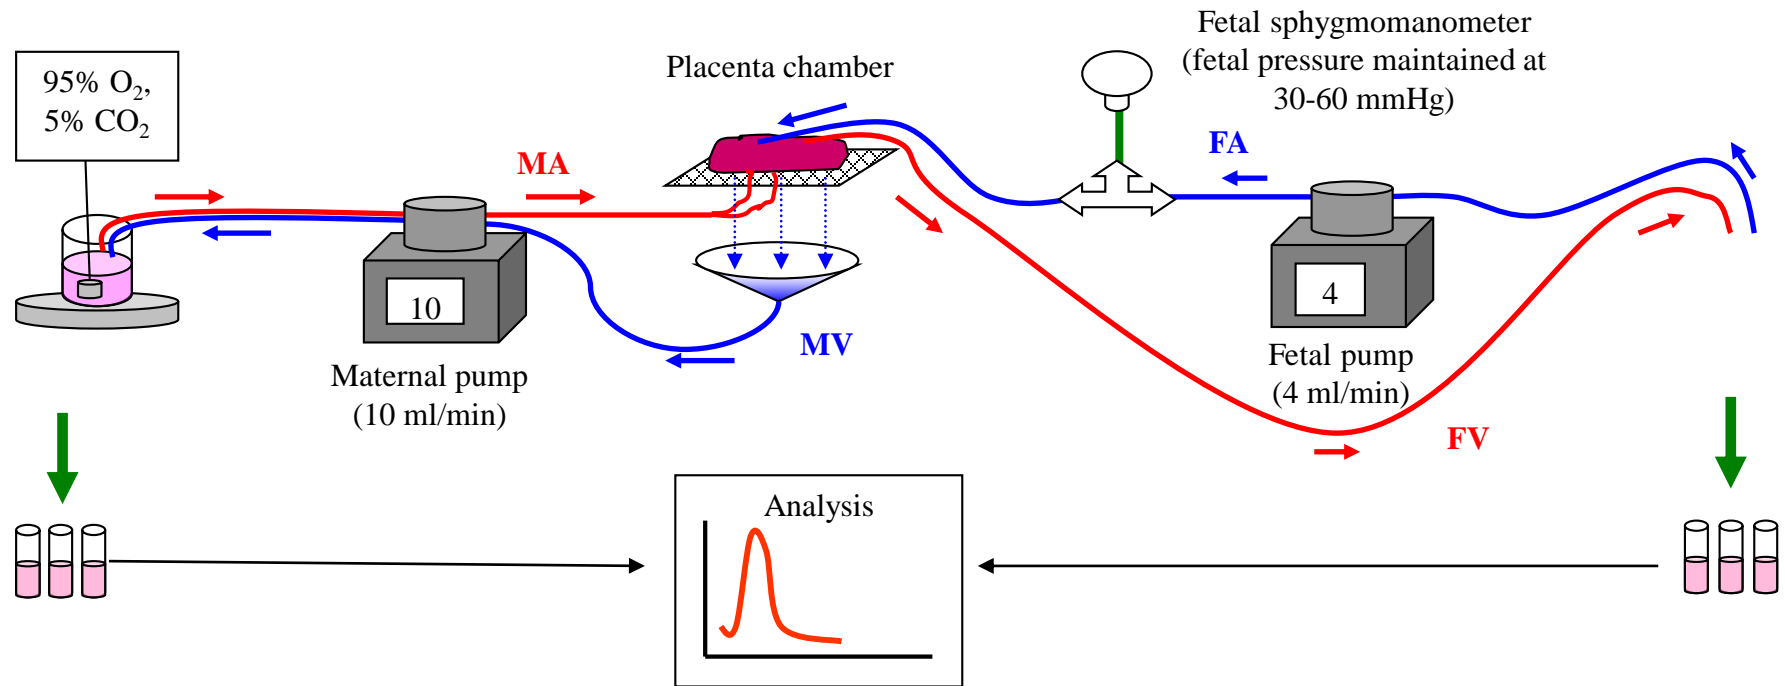 95% O₂,
5% CO₂
MA
10
Maternal pump
(10 ml/min)
Placenta chamber
MV
Fetal sphygmomanometer
(fetal pressure maintained at
30-60 mmHg)
FA
4
Fetal pump
(4 ml/min)
FV
Analysis